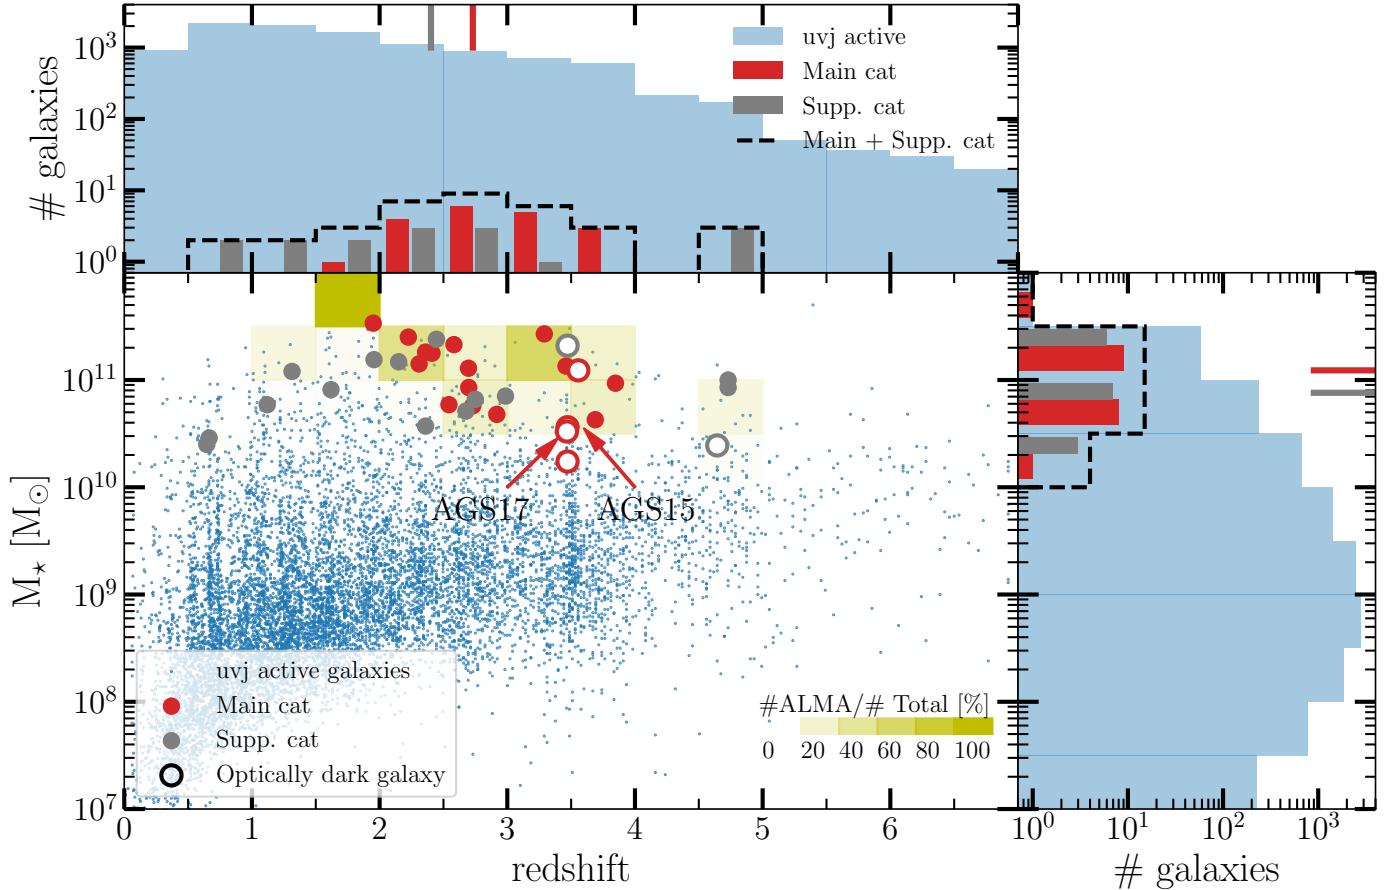 # galaxies
10³
10²
10¹
10⁰
uvj active
Main cat
Supp. cat
Main + Supp. cat
M⋆ [M⊙]
10¹¹
10¹⁰
10⁹
10⁸
10⁷
AGS17
AGS15
uvj active galaxies
Main cat
Supp. cat
Optically dark galaxy
#ALMA/# Total [%]
0 20 40 60 80 100
0 1 2 3 4 5 6
redshift
10⁰ 10¹ 10² 10³
# galaxies